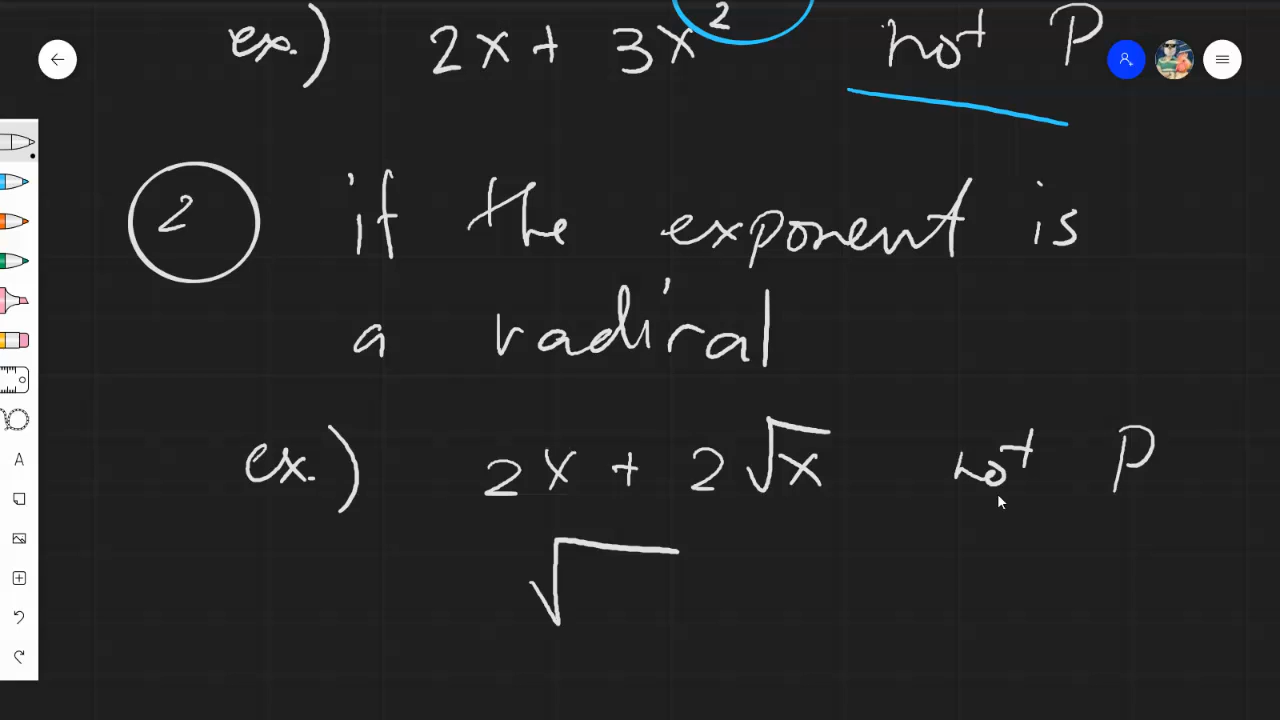 ex.) 2x + 3x² not P
2 if the exponent is
a radical
ex.) 2x + 2√x not P
√
A